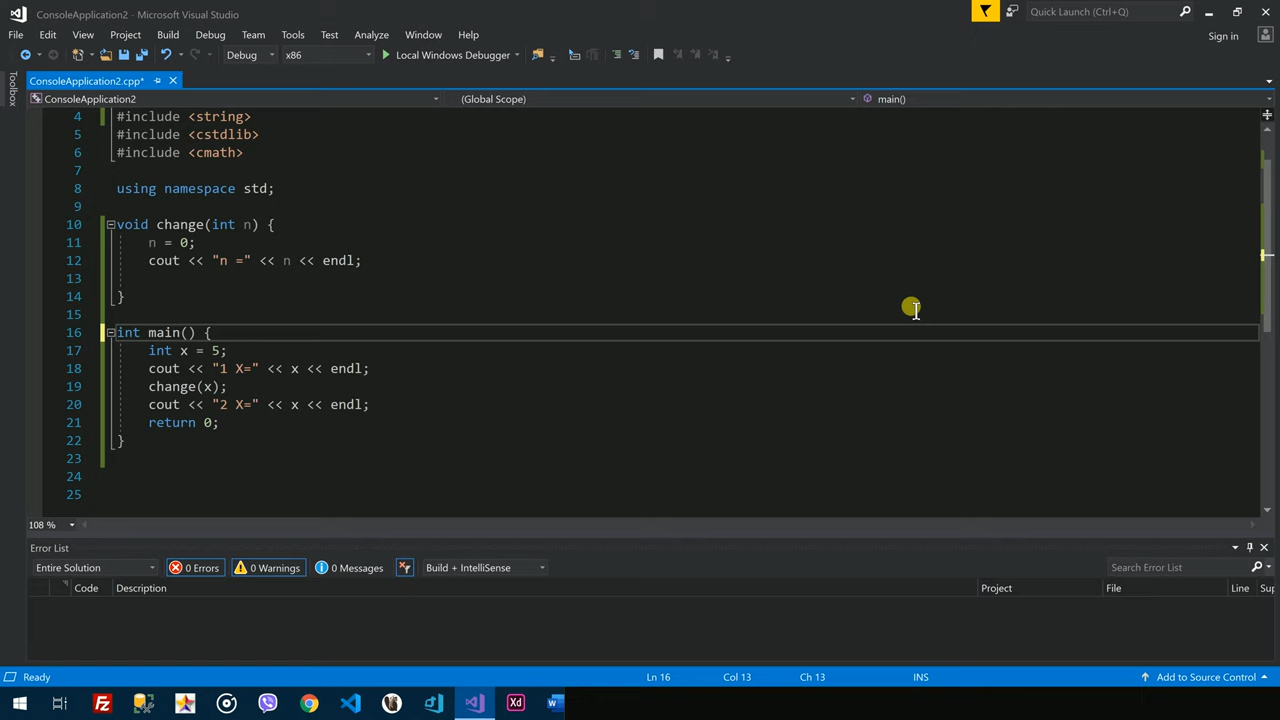 ConsoleApplication2 - Microsoft Visual Studio
Quick Launch (Ctrl+Q)
File Edit View Project Build Debug Team Tools Test Analyze Window Help
Sign in
Debug x86 Local Windows Debugger
Toolbox
ConsoleApplication2.cpp*
ConsoleApplication2 (Global Scope) main()
4 #include <string>
5 #include <cstdlib>
6 #include <cmath>
7
8 using namespace std;
9
10 void change(int n) {
11 n = 0;
12 cout << "n =" << n << endl;
13
14 }
15
16 int main() {
17 int x = 5;
18 cout << "1 X=" << x << endl;
19 change(x);
20 cout << "2 X=" << x << endl;
21 return 0;
22 }
23
24
25
108 %
Error List
Entire Solution 0 Errors 0 Warnings 0 Messages Build + IntelliSense Search Error List
Code Description Project File Line Sup
Ready Ln 16 Col 13 Ch 13 INS Add to Source Control
Fz Xd W